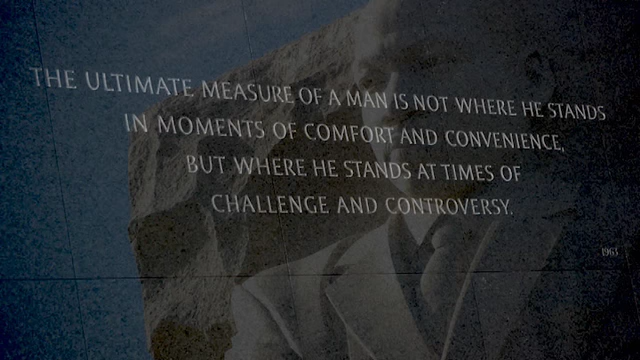 THE ULTIMATE MEASURE OF A MAN IS NOT WHERE HE STANDS
IN MOMENTS OF COMFORT AND CONVENIENCE,
BUT WHERE HE STANDS AT TIMES OF
CHALLENGE AND CONTROVERSY.
1963